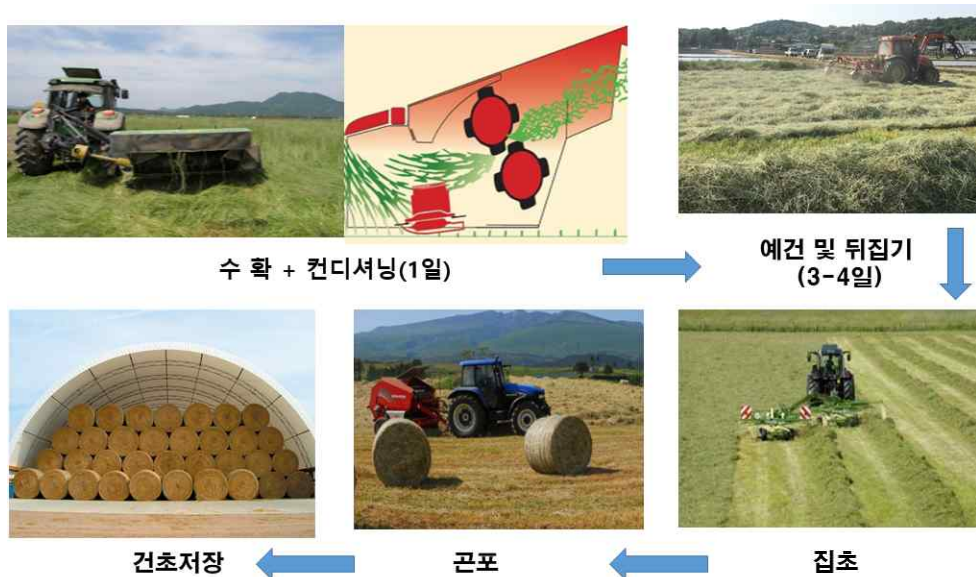 수 확 + 컨디셔닝(1일)
예건 및 뒤집기
(3-4일)
건초저장
곤포
집초